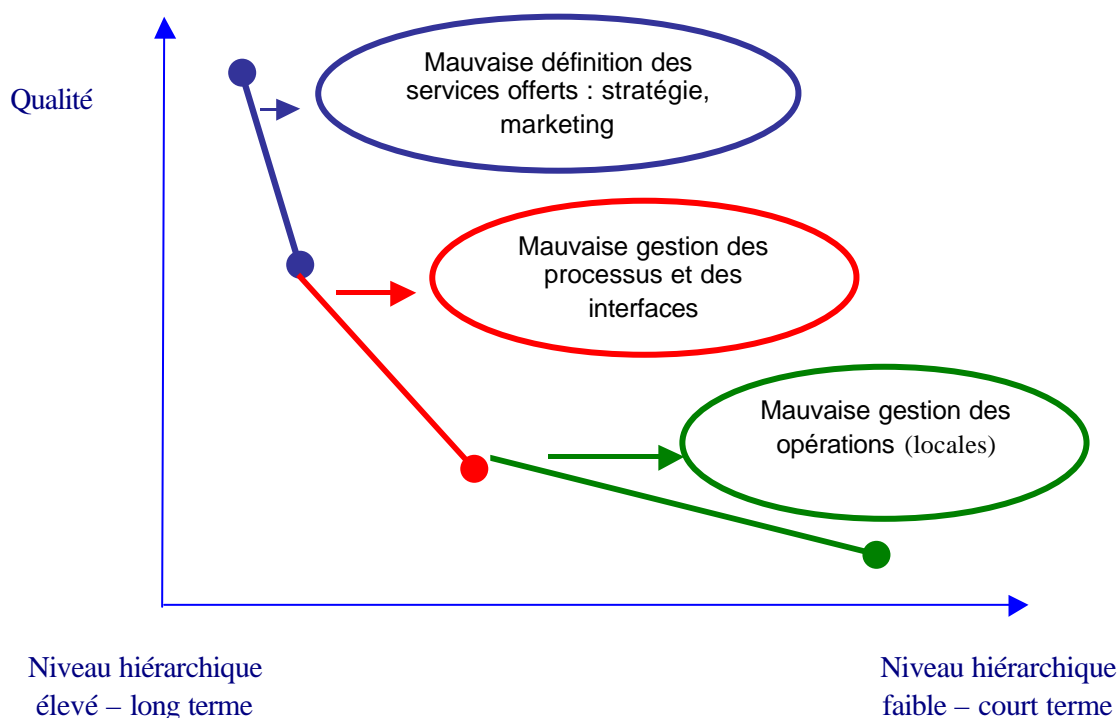 Mauvaise définition des
services offerts : stratégie,
marketing
Qualité
Mauvaise gestion des
processus et des
interfaces
Mauvaise gestion des
opérations (locales)
Niveau hiérarchique
élevé – long terme
Niveau hiérarchique
faible – court terme